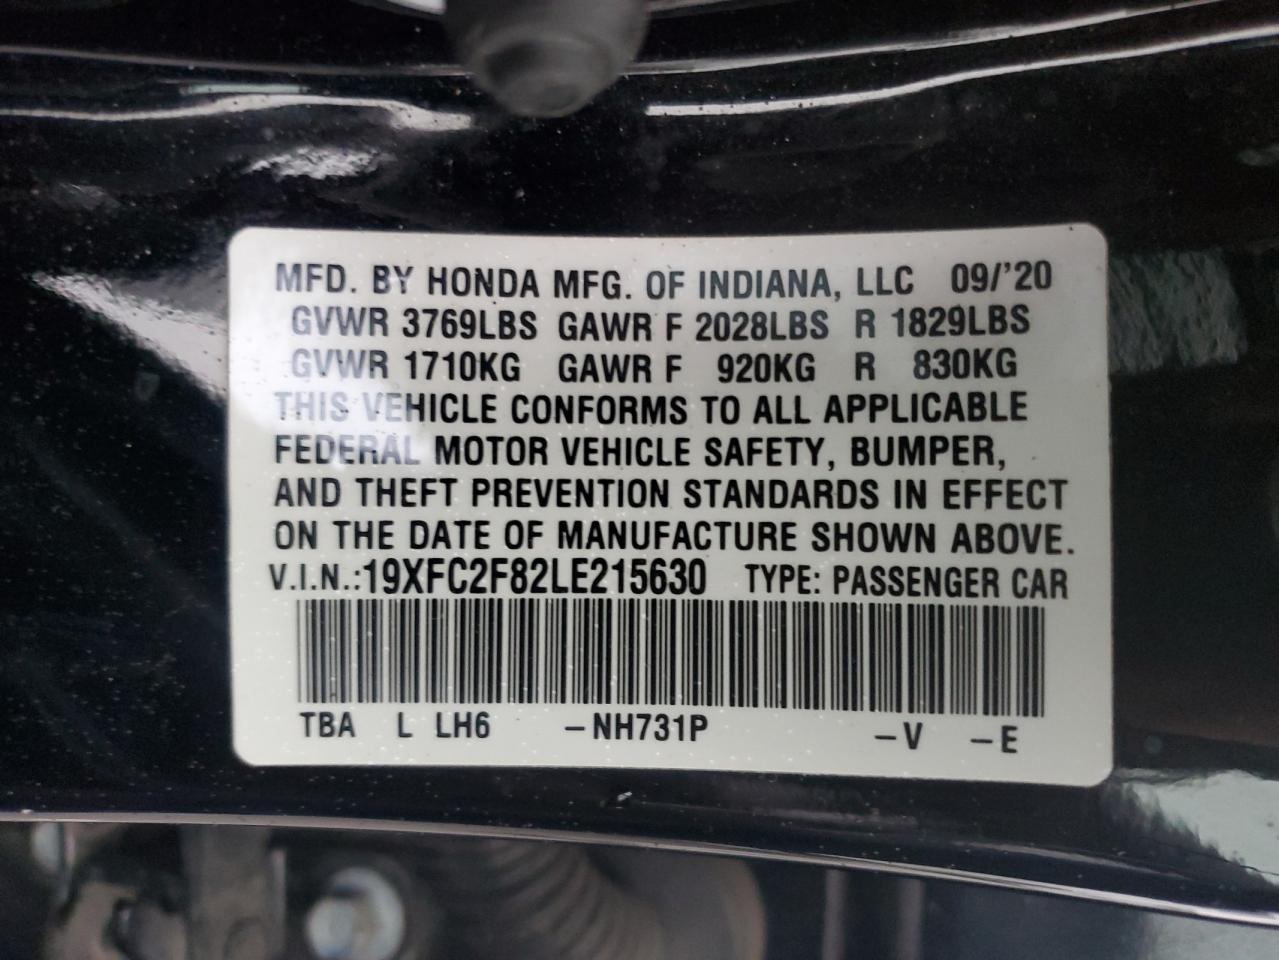 MFD. BY HONDA MFG. OF INDIANA, LLC 09/'20
GVWR 3769LBS GAWR F 2028LBS R 1829LBS
GVWR 1710KG GAWR F 920KG R 830KG
THIS VEHICLE CONFORMS TO ALL APPLICABLE
FEDERAL MOTOR VEHICLE SAFETY, BUMPER,
AND THEFT PREVENTION STANDARDS IN EFFECT
ON THE DATE OF MANUFACTURE SHOWN ABOVE.
V.I.N.:19XFC2F82LE215630 TYPE: PASSENGER CAR
TBA L LH6 –NH731P –V –E